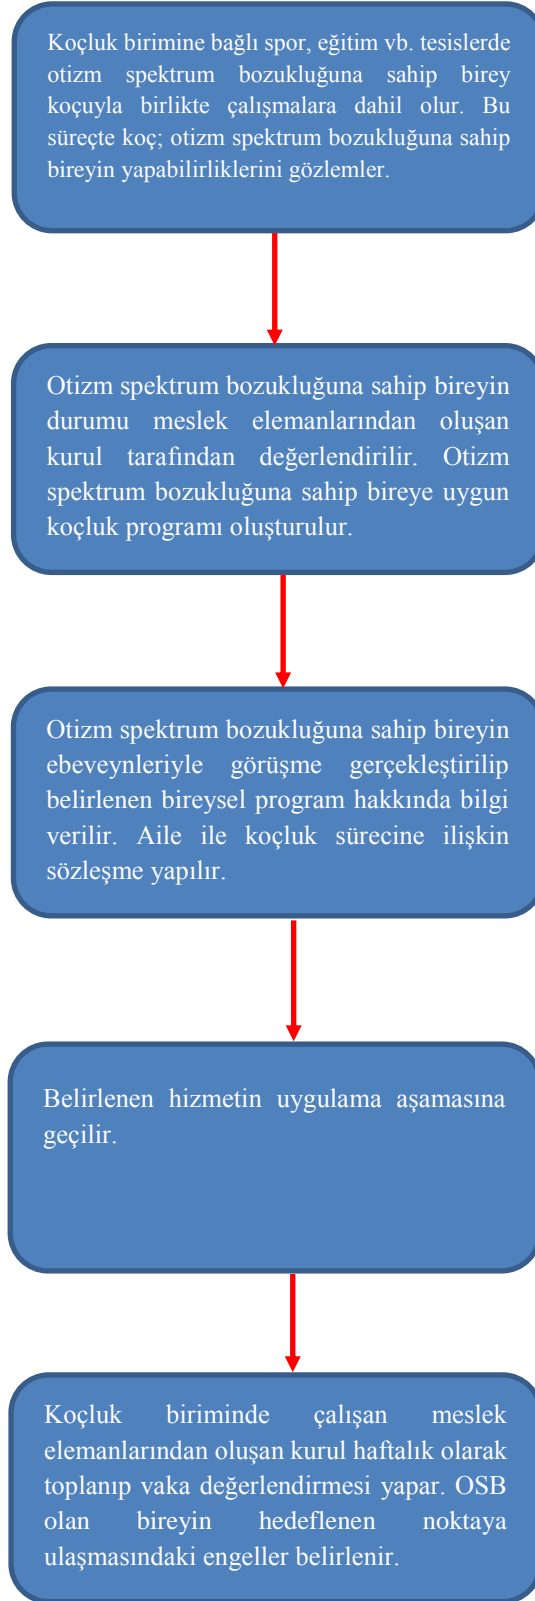 Koçluk birimine bağlı spor, eğitim vb. tesislerde
otizm spektrum bozukluğuna sahip birey
koçuyla birlikte çalışmalara dahil olur. Bu
süreçte koç; otizm spektrum bozukluğuna sahip
bireyin yapabilirliklerini gözlemler.
Otizm spektrum bozukluğuna sahip bireyin
durumu meslek elemanlarından oluşan
kurul tarafından değerlendirilir. Otizm
spektrum bozukluğuna sahip bireye uygun
koçluk programı oluşturulur.
Otizm spektrum bozukluğuna sahip bireyin
ebeveynleriyle görüşme gerçekleştirilip
belirlenen bireysel program hakkında bilgi
verilir. Aile ile koçluk sürecine ilişkin
sözleşme yapılır.
Belirlenen hizmetin uygulama aşamasına
geçilir.
Koçluk biriminde çalışan meslek
elemanlarından oluşan kurul haftalık olarak
toplanıp vaka değerlendirmesi yapar. OSB
olan bireyin hedeflenen noktaya
ulaşmasındaki engeller belirlenir.